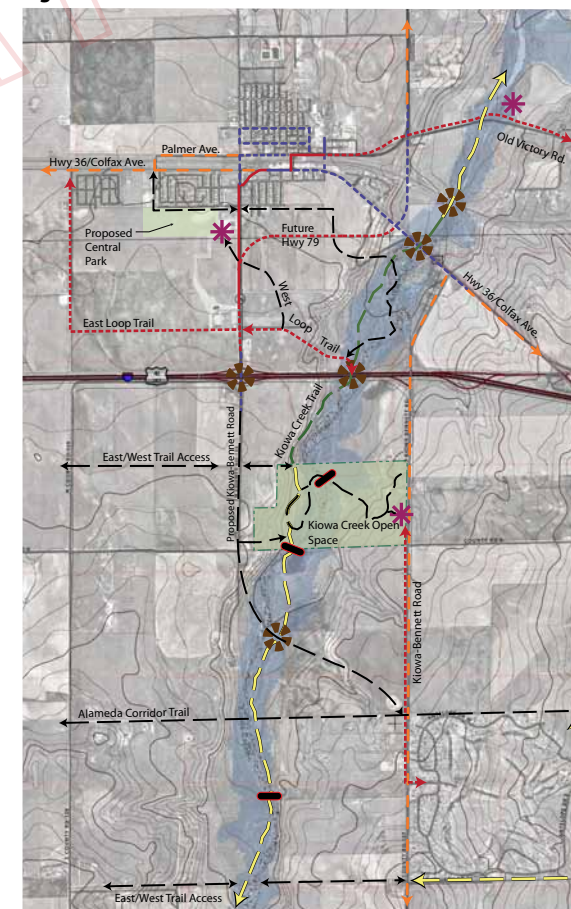 Palmer Ave.
Hwy 36/Colfax Ave.
Old Victory Rd.
Proposed
Central
Park
Future
Hwy 79
West
Loop
Trail
Hwy 36/Colfax Ave.
East Loop Trail
Kiowa Creek Trail
East/West Trail Access
Proposed Kiowa-Bennett Road
Kiowa Creek Open
Space
Kiowa-Bennett Road
Alameda Corridor Trail
East/West Trail Access